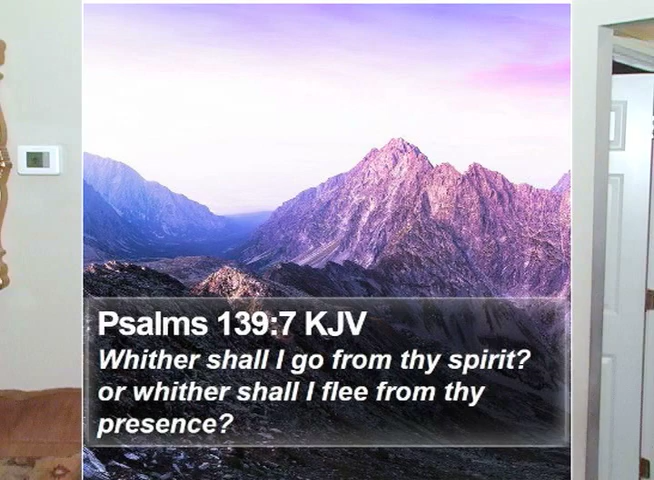 Psalms 139:7 KJV
Whither shall I go from thy spirit?
or whither shall I flee from thy
presence?